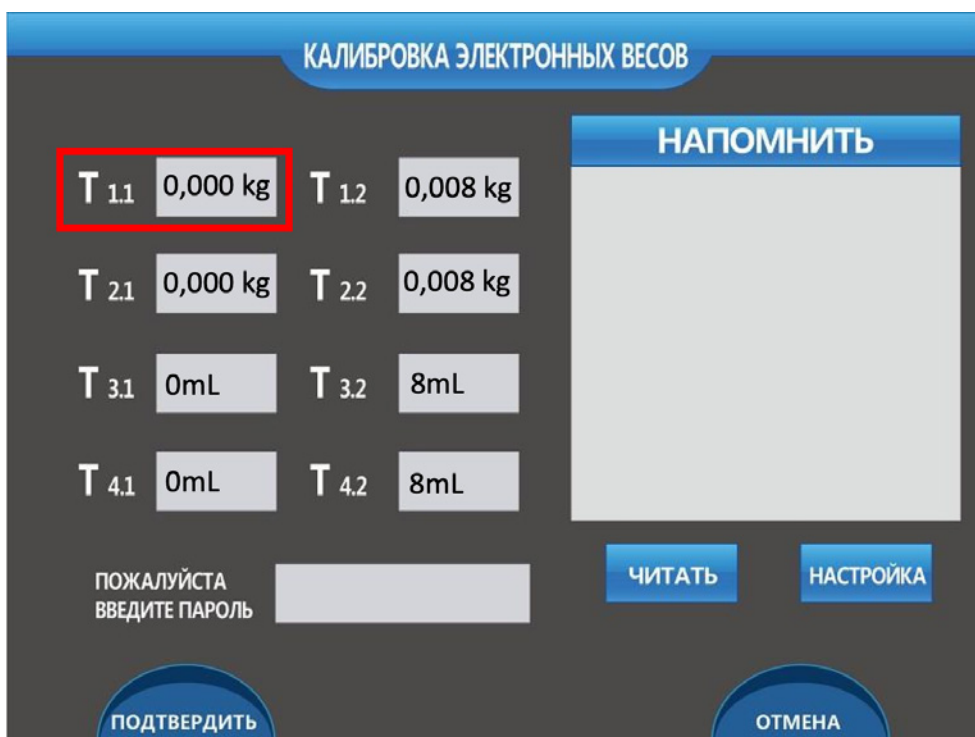 КАЛИБРОВКА ЭЛЕКТРОННЫХ ВЕСОВ
НАПОМНИТЬ
T 1.1 0,000 kg T 1.2 0,008 kg
T 2.1 0,000 kg T 2.2 0,008 kg
T 3.1 0mL T 3.2 8mL
T 4.1 0mL T 4.2 8mL
ЧИТАТЬ НАСТРОЙКА
ПОЖАЛУЙСТА
ВВЕДИТЕ ПАРОЛЬ
ПОДТВЕРДИТЬ ОТМЕНА